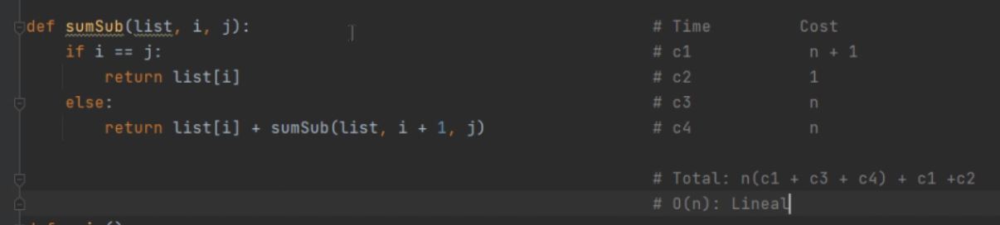 def sumSub(list, i, j): # Time Cost
if i == j: # c1 n + 1
return list[i] # c2 1
else: # c3 n
return list[i] + sumSub(list, i + 1, j) # c4 n
# Total: n(c1 + c3 + c4) + c1 +c2
# O(n): Lineal